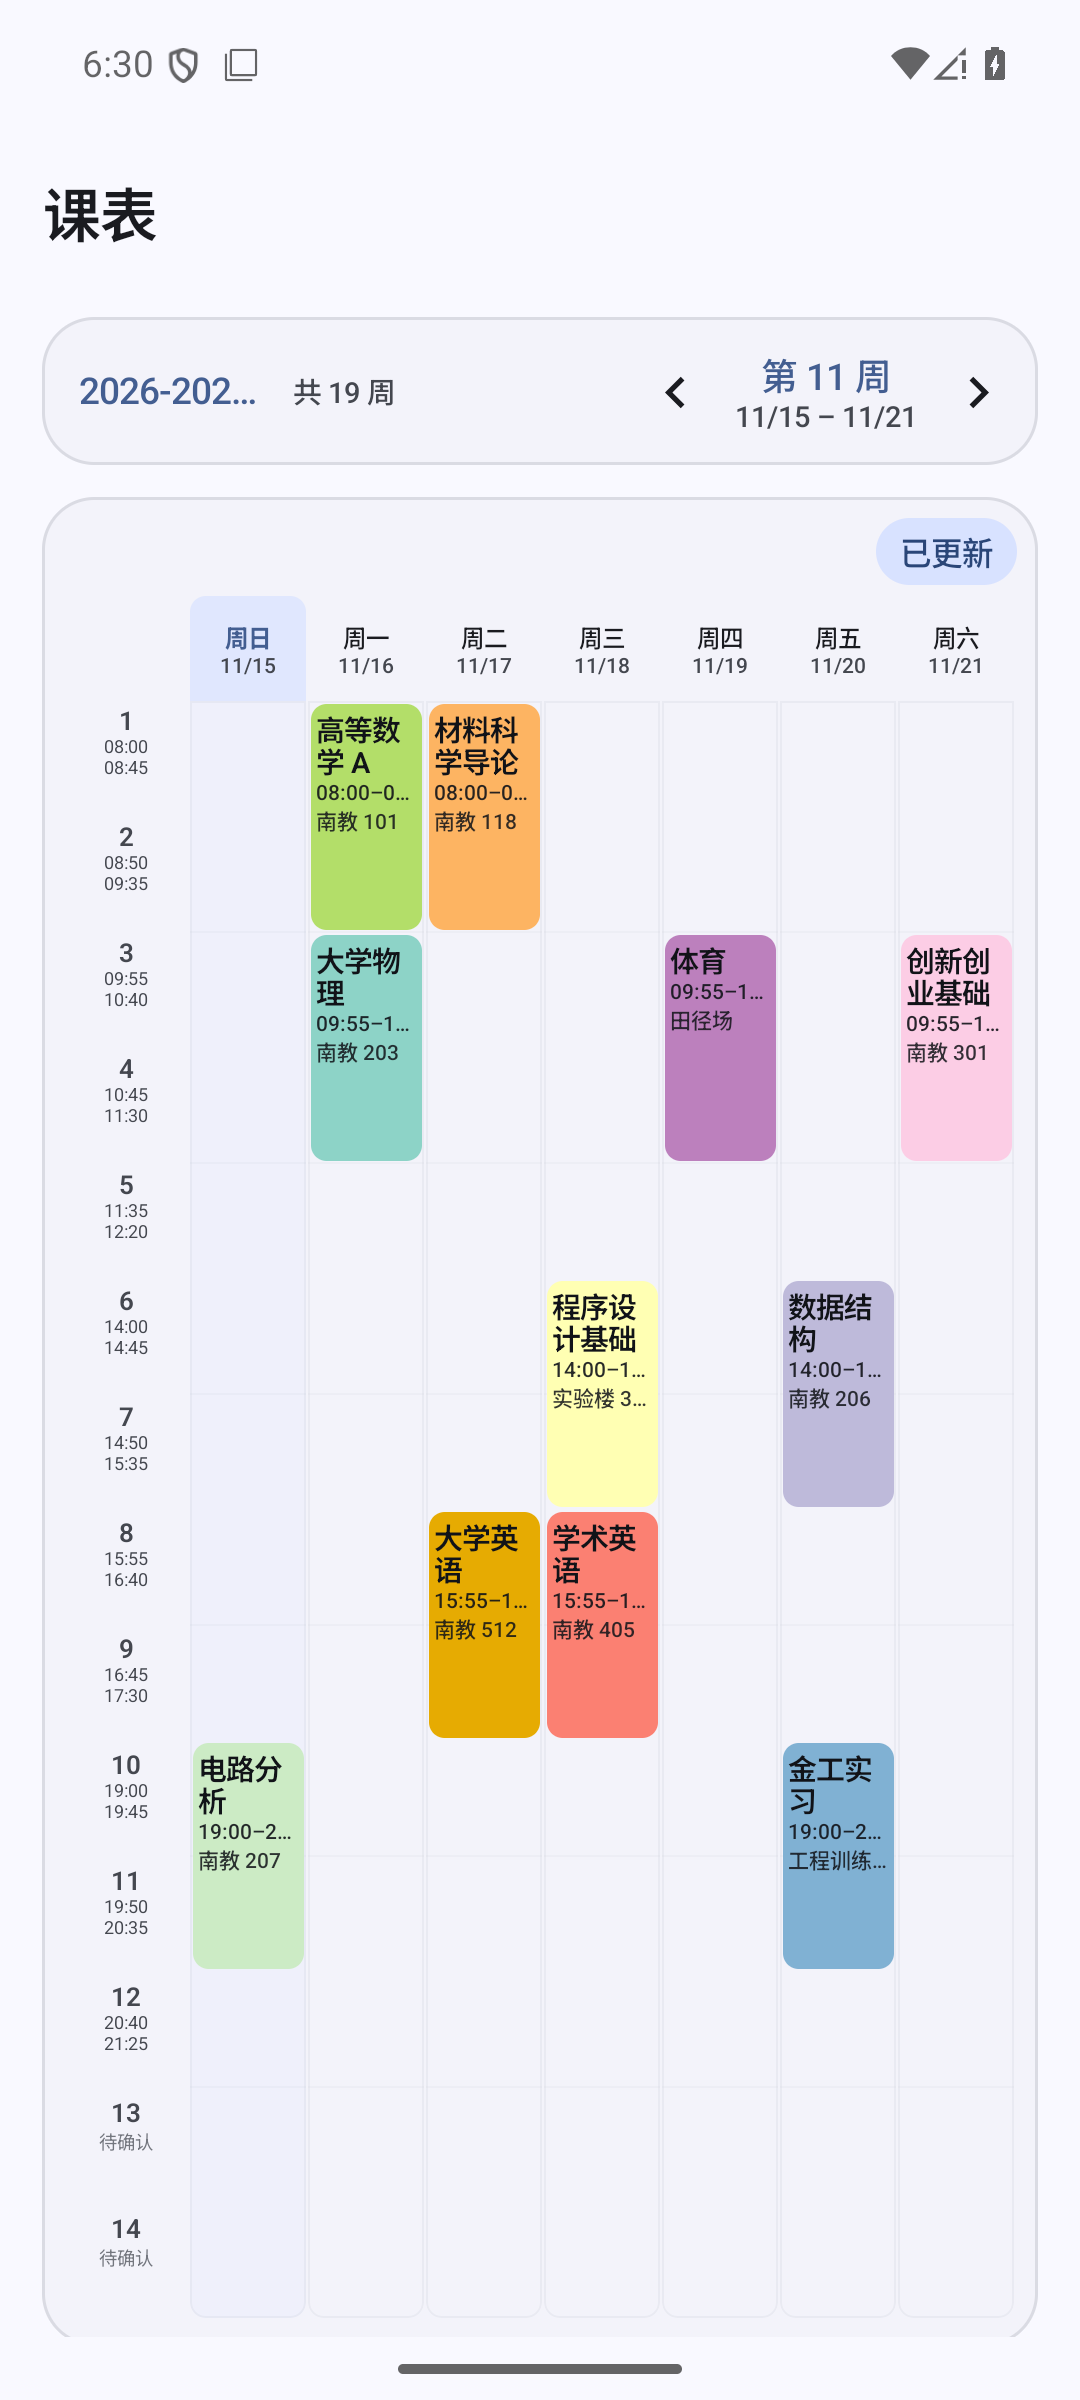 6:30
课表
2026-202… 共 19 周
第 11 周
11/15 – 11/21
已更新
周日 周一 周二 周三 周四 周五 周六
11/15 11/16 11/17 11/18 11/19 11/20 11/21
1
08:00
08:45
高等数
学 A
08:00–0…
南教 101
材料科
学导论
08:00–0…
南教 118
2
08:50
09:35
3
09:55
10:40
大学物
理
09:55–1…
南教 203
体育
09:55–1…
田径场
创新创
业基础
09:55–1…
南教 301
4
10:45
11:30
5
11:35
12:20
6
14:00
14:45
程序设
计基础
14:00–1…
实验楼 3…
数据结
构
14:00–1…
南教 206
7
14:50
15:35
8
15:55
16:40
大学英
语
15:55–1…
南教 512
学术英
语
15:55–1…
南教 405
9
16:45
17:30
10
19:00
19:45
电路分
析
19:00–2…
南教 207
金工实
习
19:00–2…
工程训练…
11
19:50
20:35
12
20:40
21:25
13
待确认
14
待确认